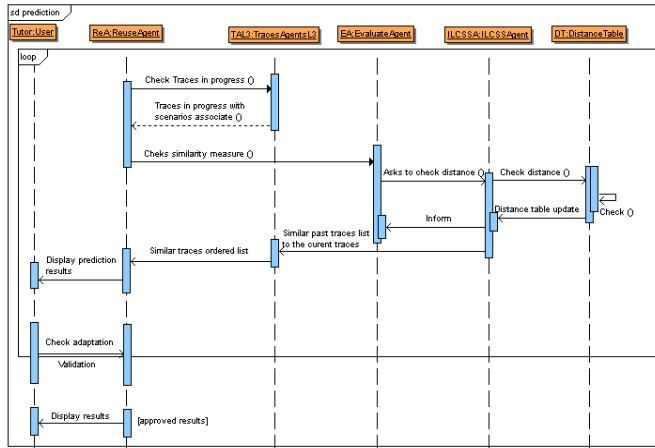 sd prediction
Tutor:User
ReA:ReuseAgent
TAL3:TracesAgentsL3
EA:EvaluateAgent
ILCSSA:ILCSSAgent
DT:DistanceTable
loop
Check Traces in progress ()
Traces in progress with
scenarios associate ()
Cheks similarity measure ()
Asks to check distance ()
Check distance ()
Distance table update
Check ()
Inform
Similar past traces list
to the curent traces
Similar traces ordered list
Display prediction
results
Check adaptation
Validation
Display results
[approved results]